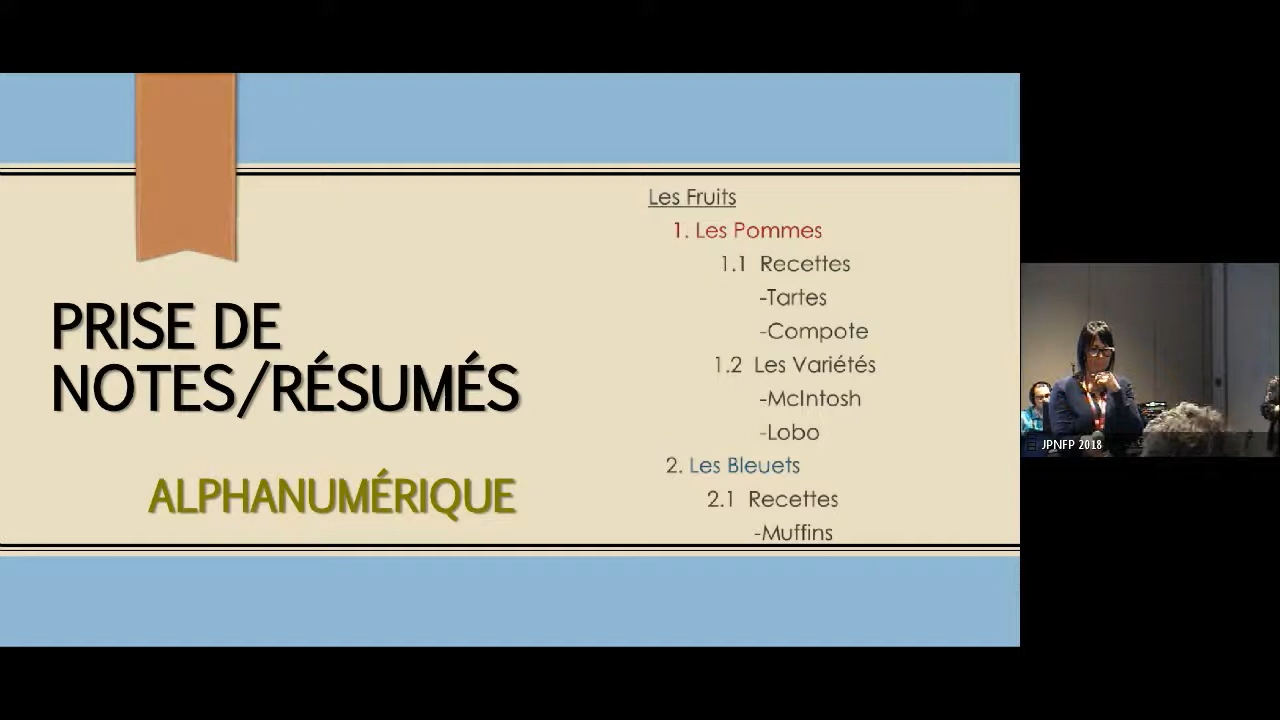 PRISE DE
NOTES/RÉSUMÉS
ALPHANUMÉRIQUE
Les Fruits
1. Les Pommes
1.1 Recettes
-Tartes
-Compote
1.2 Les Variétés
-McIntosh
-Lobo
2. Les Bleuets
2.1 Recettes
-Muffins
JPNFP 2018